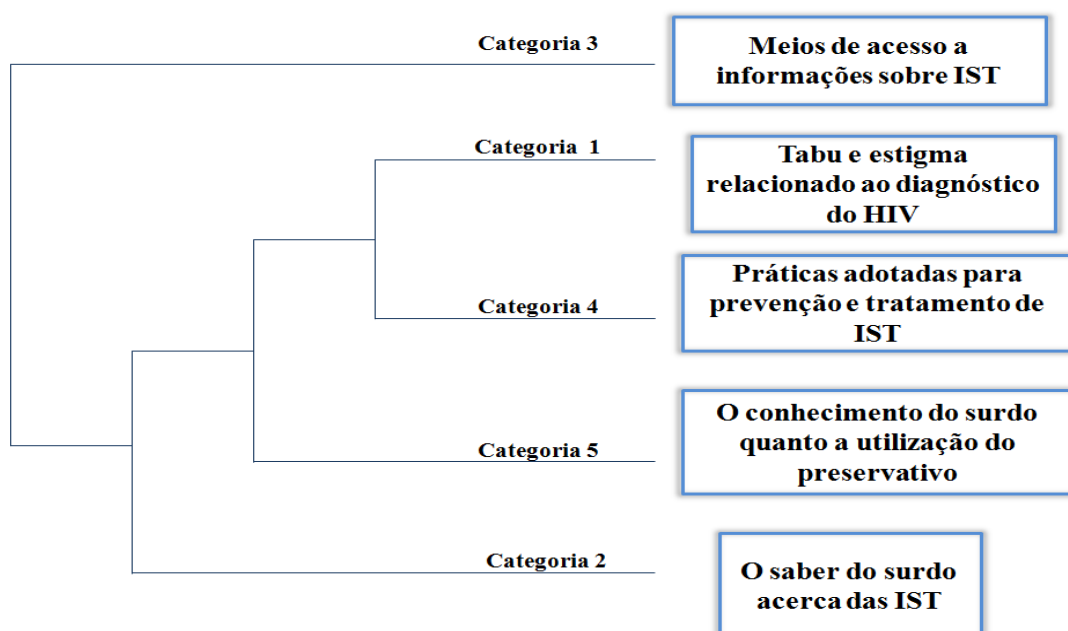 Categoria 3
Meios de acesso a
informações sobre IST
Categoria 1
Tabu e estigma
relacionado ao diagnóstico
do HIV
Categoria 4
Práticas adotadas para
prevenção e tratamento de
IST
Categoria 5
O conhecimento do surdo
quanto a utilização do
preservativo
Categoria 2
O saber do surdo
acerca das IST